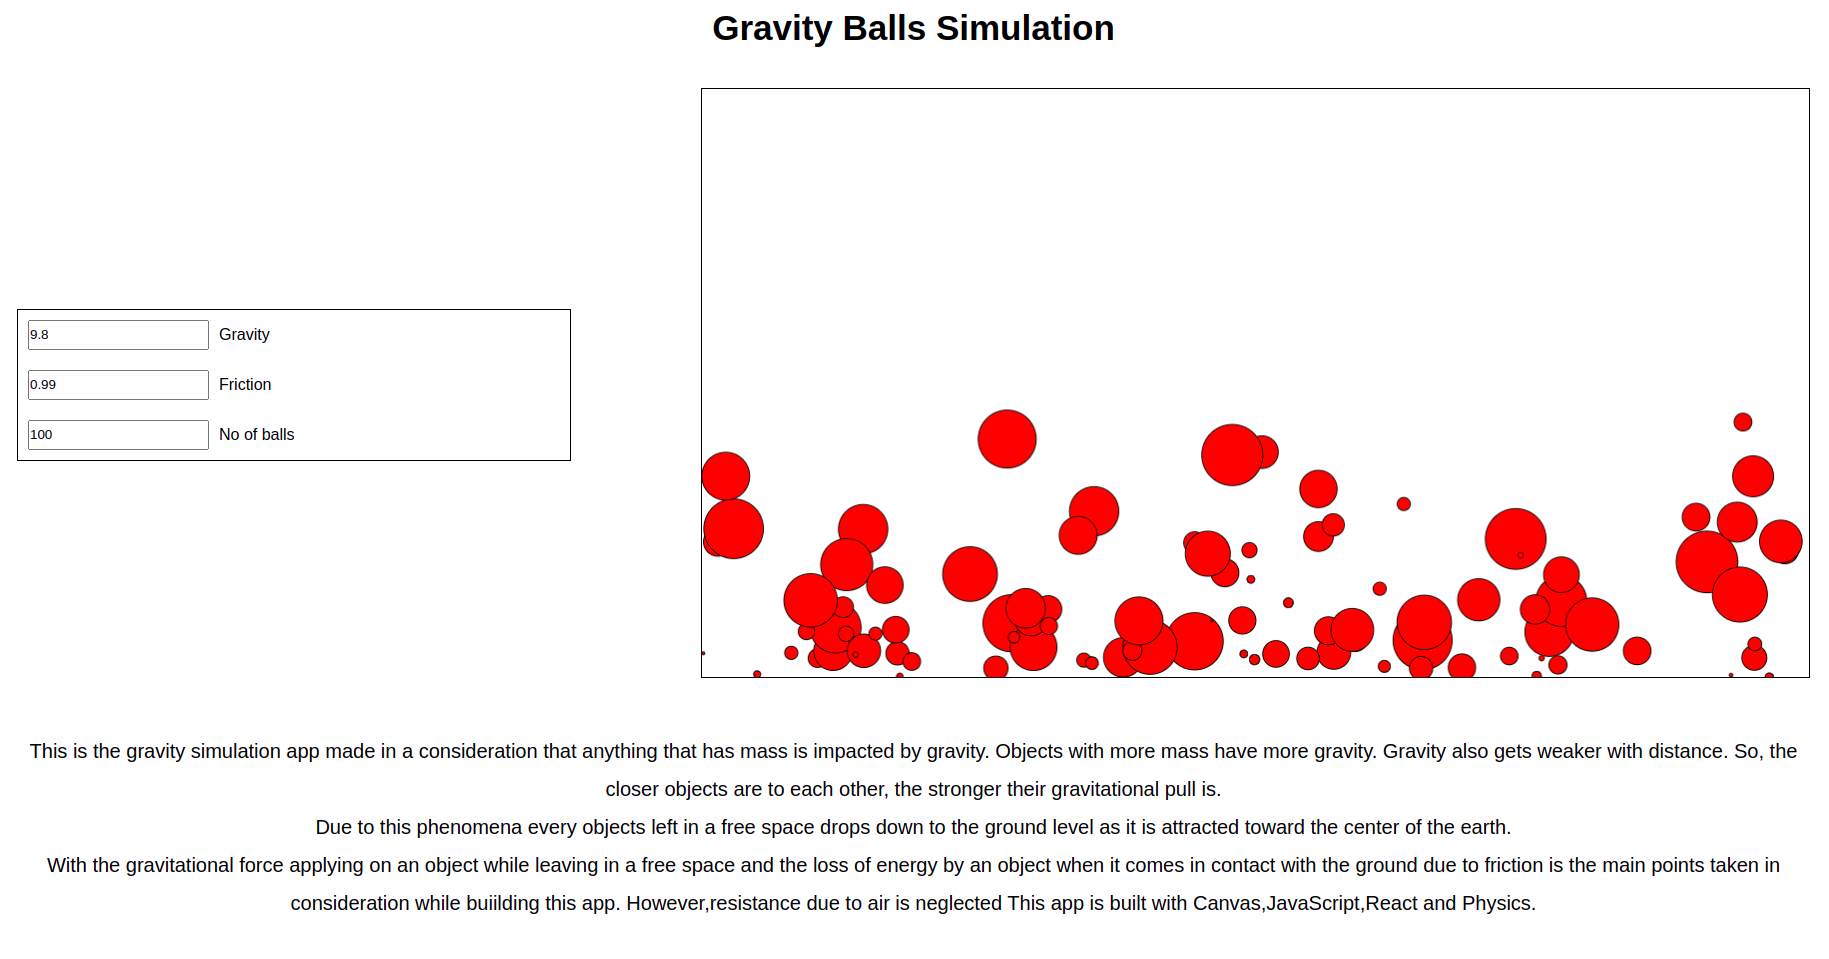 Gravity Balls Simulation
9.8 Gravity
0.99 Friction
100 No of balls
This is the gravity simulation app made in a consideration that anything that has mass is impacted by gravity. Objects with more mass have more gravity. Gravity also gets weaker with distance. So, the
closer objects are to each other, the stronger their gravitational pull is.
Due to this phenomena every objects left in a free space drops down to the ground level as it is attracted toward the center of the earth.
With the gravitational force applying on an object while leaving in a free space and the loss of energy by an object when it comes in contact with the ground due to friction is the main points taken in
consideration while buiilding this app. However,resistance due to air is neglected This app is built with Canvas,JavaScript,React and Physics.